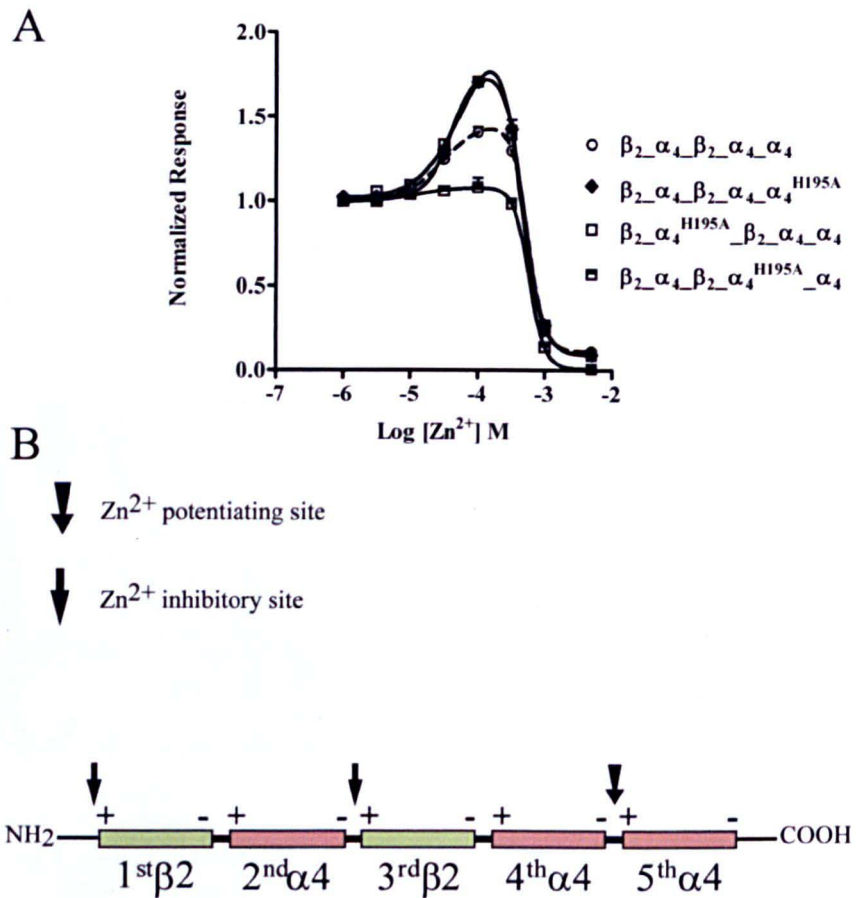 A
Normalized Response
2.0
1.5
1.0
0.5
0.0
-7 -6 -5 -4 -3 -2
Log [Zn²⁺] M
β₂_α₄_β₂_α₄_α₄
β₂_α₄_β₂_α₄_α₄ᴴ¹⁹⁵ᴬ
β₂_α₄ᴴ¹⁹⁵ᴬ_β₂_α₄_α₄
β₂_α₄_β₂_α₄ᴴ¹⁹⁵ᴬ_α₄
B
Zn²⁺ potentiating site
Zn²⁺ inhibitory site
+ - + - + - + - + -
NH₂ COOH
1ˢᵗβ2 2ⁿᵈα4 3ʳᵈβ2 4ᵗʰα4 5ᵗʰα4